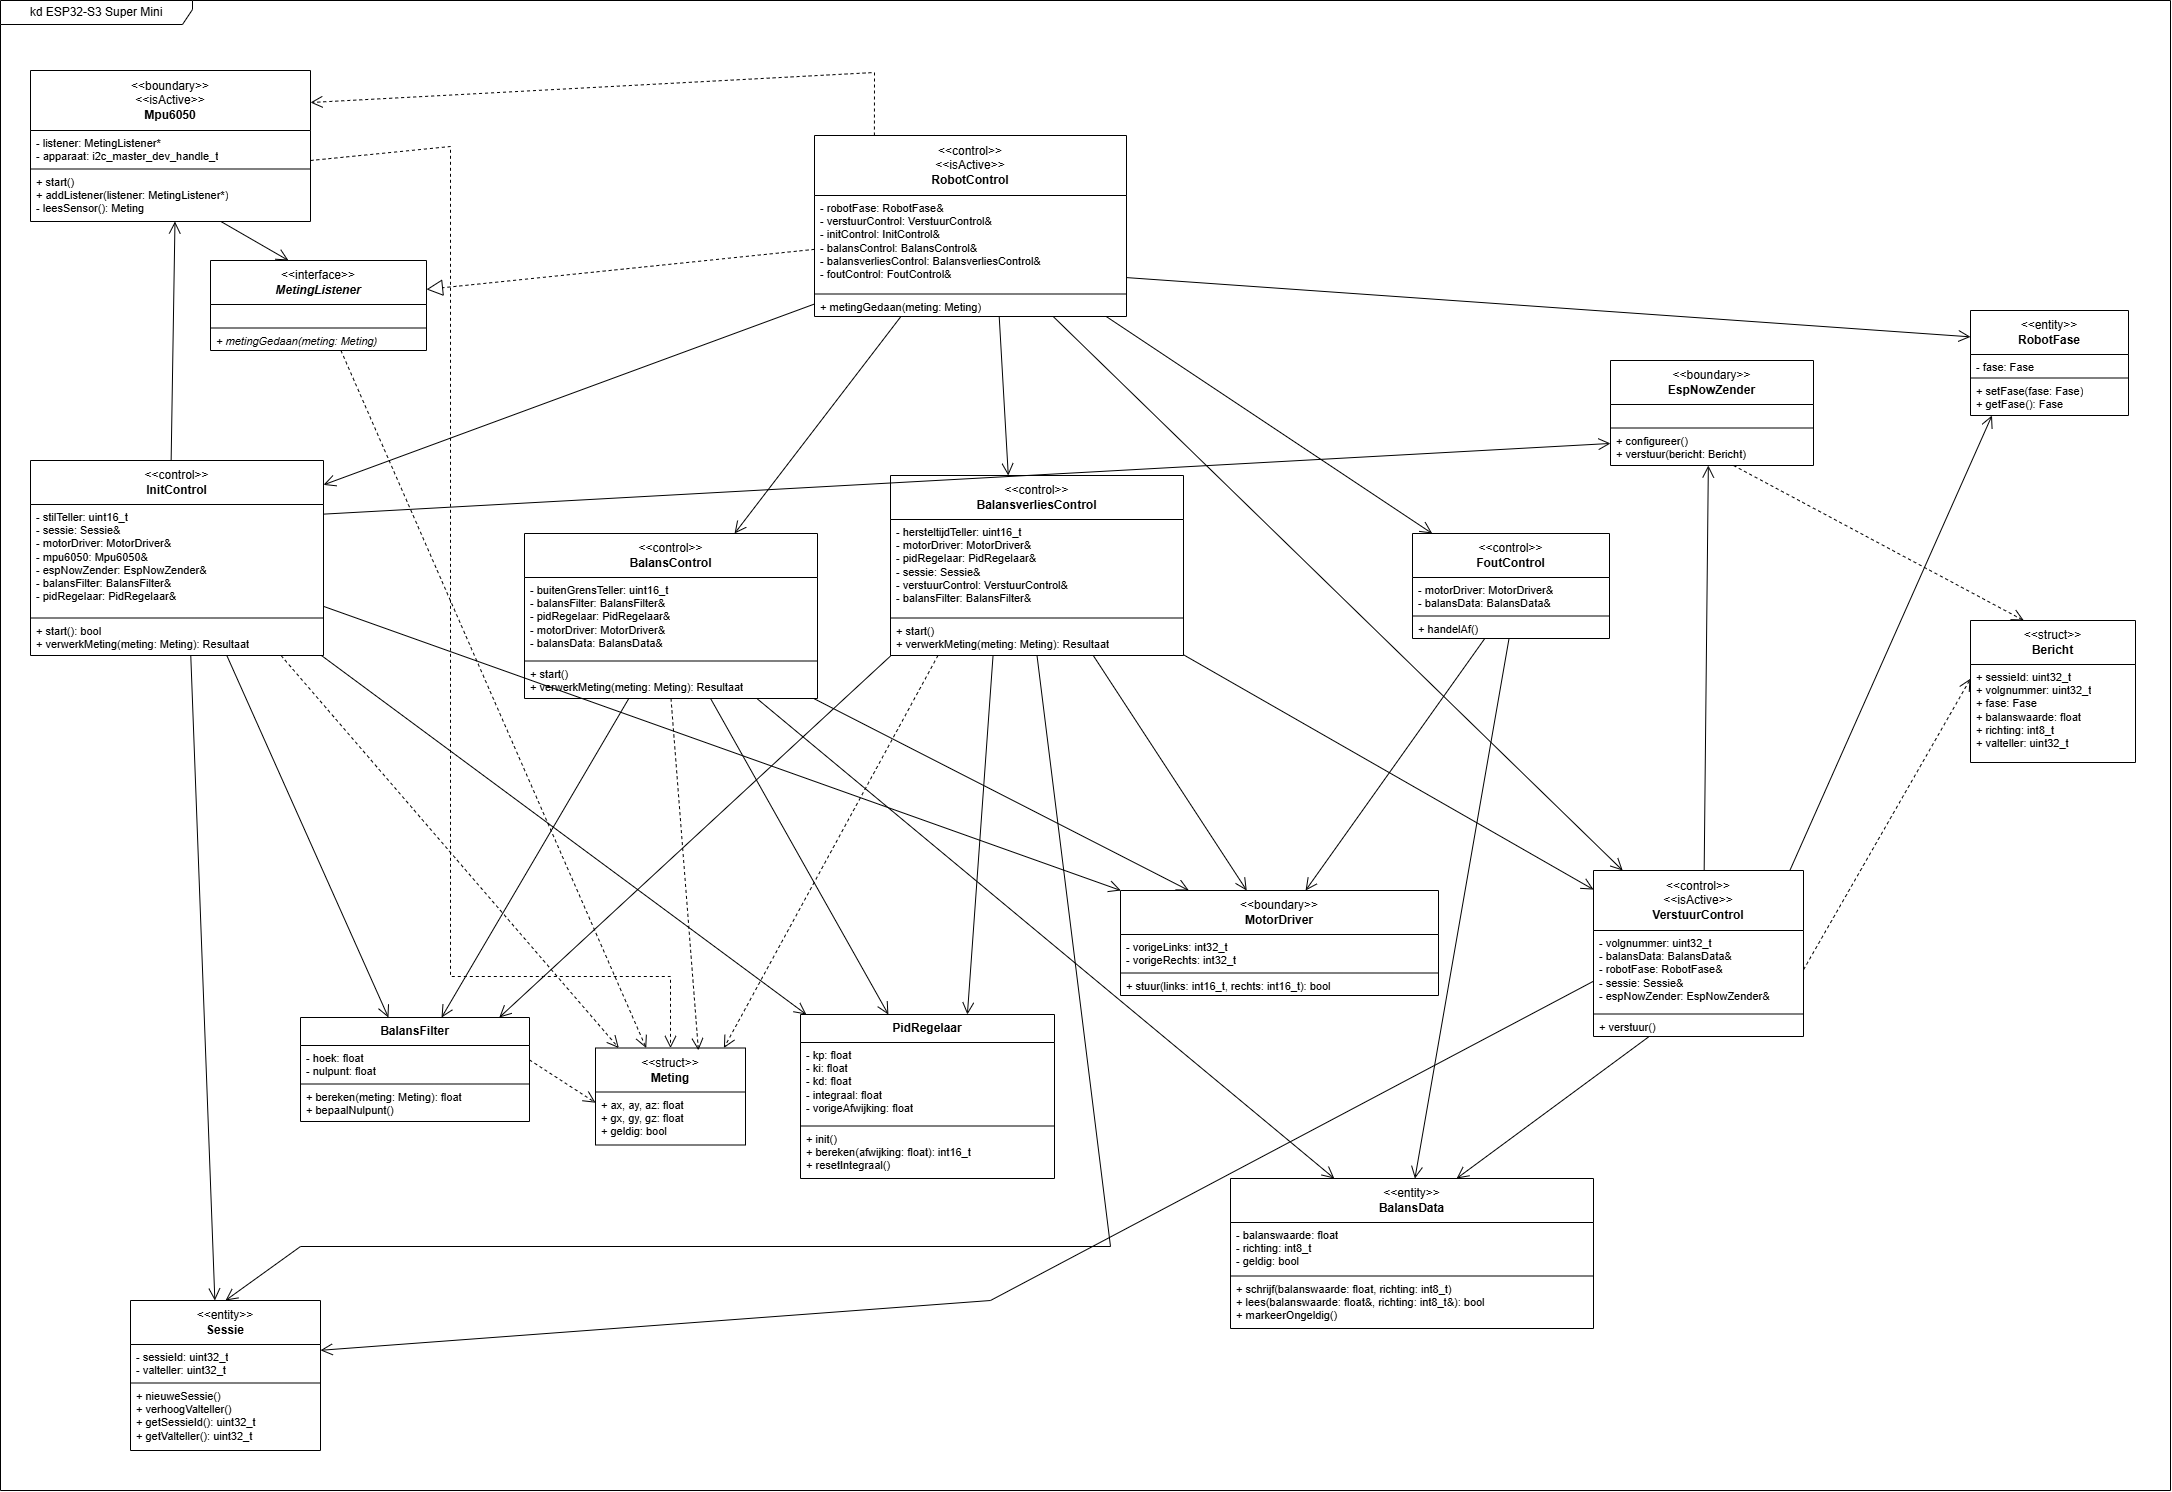 kd ESP32-S3 Super Mini
<<boundary>>
<<isActive>>
Mpu6050
- listener: MetingListener*
- apparaat: i2c_master_dev_handle_t
+ start()
+ addListener(listener: MetingListener*)
- leesSensor(): Meting
<<control>>
<<isActive>>
RobotControl
- robotFase: RobotFase&
- verstuurControl: VerstuurControl&
- initControl: InitControl&
- balansControl: BalansControl&
- balansverliesControl: BalansverliesControl&
- foutControl: FoutControl&
+ metingGedaan(meting: Meting)
<<interface>>
MetingListener
+ metingGedaan(meting: Meting)
<<entity>>
RobotFase
- fase: Fase
+ setFase(fase: Fase)
+ getFase(): Fase
<<boundary>>
EspNowZender
+ configureer()
+ verstuur(bericht: Bericht)
<<control>>
InitControl
- stilTeller: uint16_t
- sessie: Sessie&
- motorDriver: MotorDriver&
- mpu6050: Mpu6050&
- espNowZender: EspNowZender&
- balansFilter: BalansFilter&
- pidRegelaar: PidRegelaar&
+ start(): bool
+ verwerkMeting(meting: Meting): Resultaat
<<control>>
BalansverliesControl
- hersteltijdTeller: uint16_t
- motorDriver: MotorDriver&
- pidRegelaar: PidRegelaar&
- sessie: Sessie&
- verstuurControl: VerstuurControl&
- balansFilter: BalansFilter&
+ start()
+ verwerkMeting(meting: Meting): Resultaat
<<control>>
BalansControl
- buitenGrensTeller: uint16_t
- balansFilter: BalansFilter&
- pidRegelaar: PidRegelaar&
- motorDriver: MotorDriver&
- balansData: BalansData&
+ start()
+ verwerkMeting(meting: Meting): Resultaat
<<control>>
FoutControl
- motorDriver: MotorDriver&
- balansData: BalansData&
+ handelAf()
<<struct>>
Bericht
+ sessieId: uint32_t
+ volgnummer: uint32_t
+ fase: Fase
+ balanswaarde: float
+ richting: int8_t
+ valteller: uint32_t
<<boundary>>
MotorDriver
- vorigeLinks: int32_t
- vorigeRechts: int32_t
+ stuur(links: int16_t, rechts: int16_t): bool
<<control>>
<<isActive>>
VerstuurControl
- volgnummer: uint32_t
- balansData: BalansData&
- robotFase: RobotFase&
- sessie: Sessie&
- espNowZender: EspNowZender&
+ verstuur()
BalansFilter
- hoek: float
- nulpunt: float
+ bereken(meting: Meting): float
+ bepaalNulpunt()
<<struct>>
Meting
+ ax, ay, az: float
+ gx, gy, gz: float
+ geldig: bool
PidRegelaar
- kp: float
- ki: float
- kd: float
- integraal: float
- vorigeAfwijking: float
+ init()
+ bereken(afwijking: float): int16_t
+ resetIntegraal()
<<entity>>
BalansData
- balanswaarde: float
- richting: int8_t
- geldig: bool
+ schrijf(balanswaarde: float, richting: int8_t)
+ lees(balanswaarde: float&, richting: int8_t&): bool
+ markeerOngeldig()
<<entity>>
Sessie
- sessieId: uint32_t
- valteller: uint32_t
+ nieuweSessie()
+ verhoogValteller()
+ getSessieId(): uint32_t
+ getValteller(): uint32_t